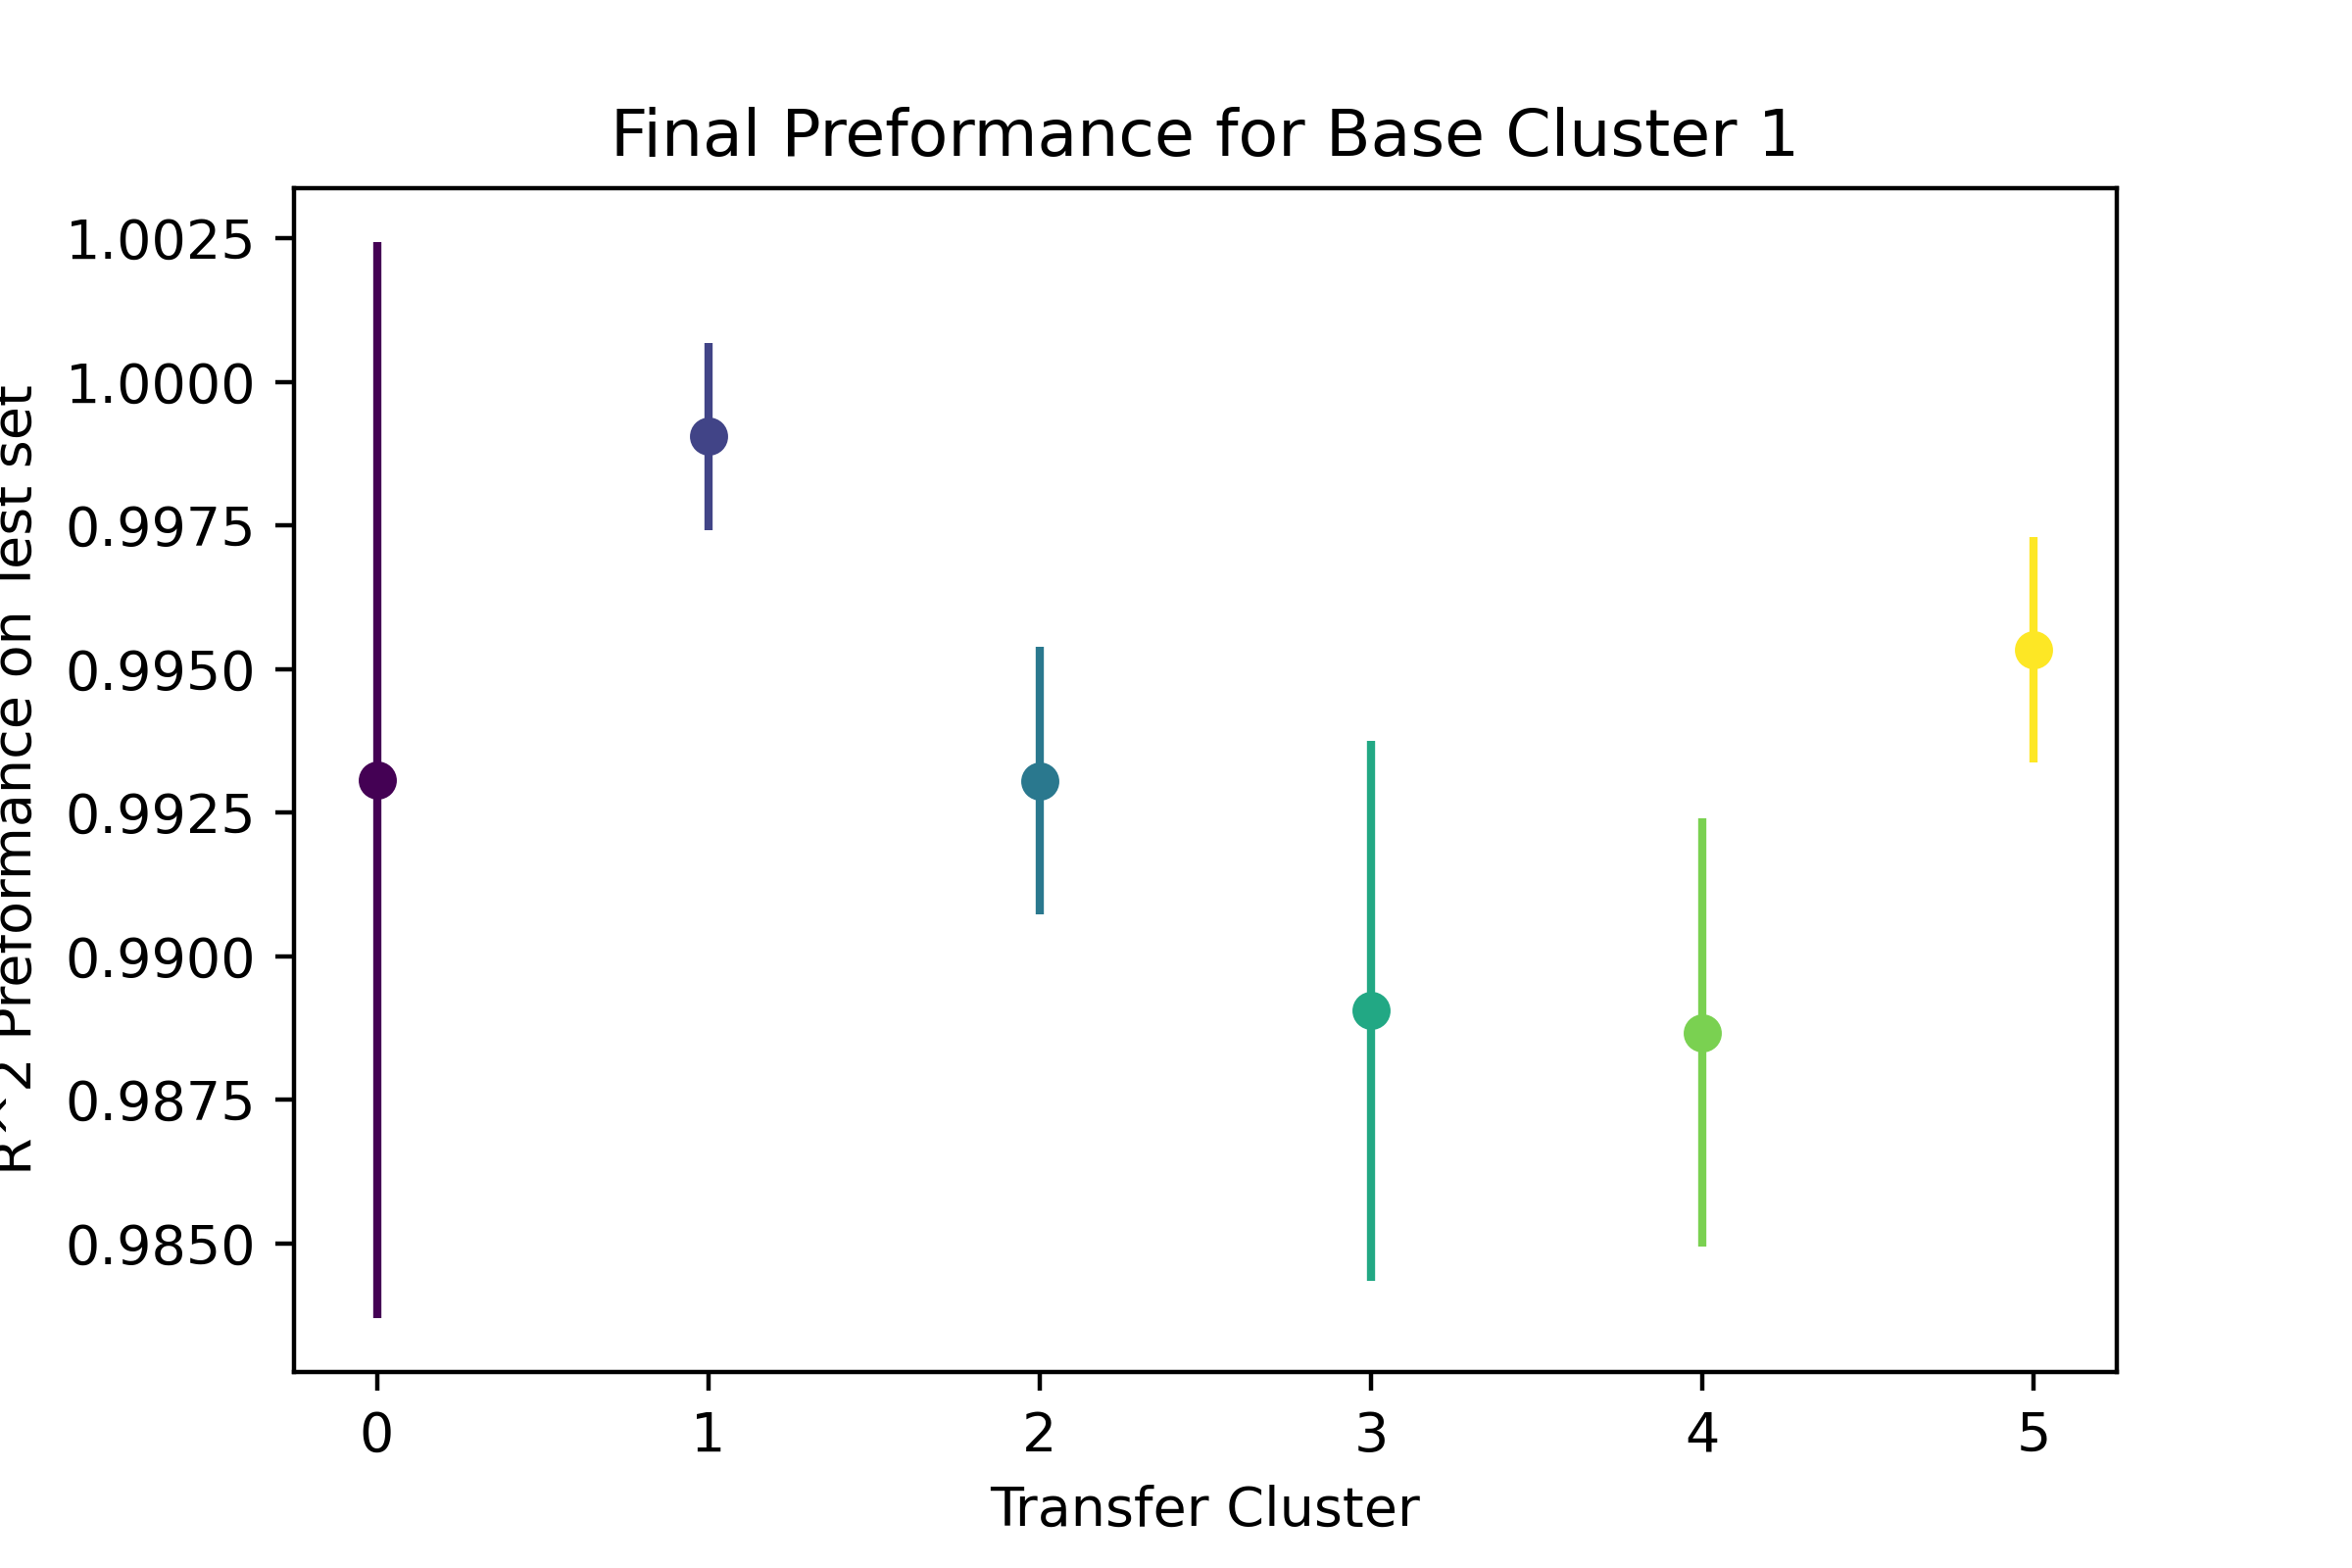 Final Preformance for Base Cluster 1
R^2 Preformance on Test set
1.0025
1.0000
0.9975
0.9950
0.9925
0.9900
0.9875
0.9850
0 1 2 3 4 5
Transfer Cluster